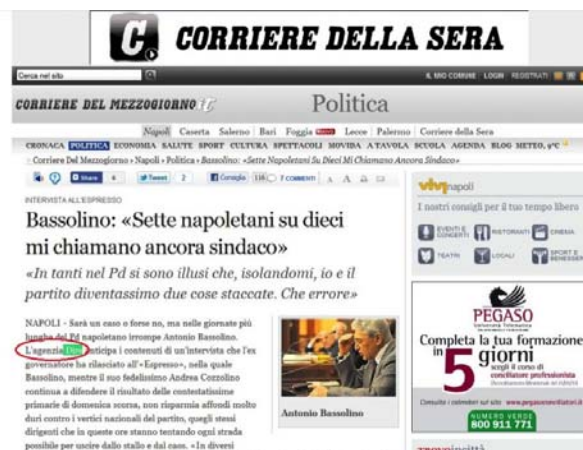 CORRIERE DELLA SERA
Cerca nel sito
IL MIO COMUNE LOGIN REGISTRATI
CORRIERE DEL MEZZOGIORNO.it
Politica
Napoli Caserta Salerno Bari Foggia Lecce Palermo Corriere della Sera
CRONACA POLITICA ECONOMIA SALUTE SPORT CULTURA SPETTACOLI MOVIDA A TAVOLA SCUOLA AGENDA BLOG METEO, 9°C
Corriere Del Mezzogiorno > Napoli > Politica > Bassolino: «Sette Napoletani Su Dieci Mi Chiamano Ancora Sindaco»
Share 6 Tweet 2 Consiglia 116 7 COMMENTI A A
INTERVISTA ALL'ESPRESSO
Bassolino: «Sette napoletani su dieci
mi chiamano ancora sindaco»
«In tanti nel Pd si sono illusi che, isolandomi, io e il
partito diventassimo due cose staccate. Che errore»
NAPOLI - Sarà un caso o forse no, ma nelle giornate più
lunghe del Pd napoletano irrompe Antonio Bassolino.
L'agenzia anticipa i contenuti di un'intervista che l'ex
governatore ha rilasciato all'«Espresso», nella quale
Bassolino, mentre il suo fedelissimo Andrea Cozzolino
continua a difendere il risultato delle contestatissime
primarie di domenica scorsa, non risparmia affondi molto
duri contro i vertici nazionali del partito, quegli stessi
dirigenti che in queste ore stanno tentando ogni strada
possibile per uscire dallo stallo e dal caos. «In diversi
Antonio Bassolino
vivinapoli
I nostri consigli per il tuo tempo libero
EVENTI E CONCERTI RISTORANTI CINEMA
TEATRI LOCALI SPORT E BENESSERE
PEGASO
Università Telematica
Completa la tua formazione
in 5 giorni
scegli il corso di
conciliatore professionista
Consulta i calendari sul sito www.pegasoconciliatori.it
NUMERO VERDE
800 911 771